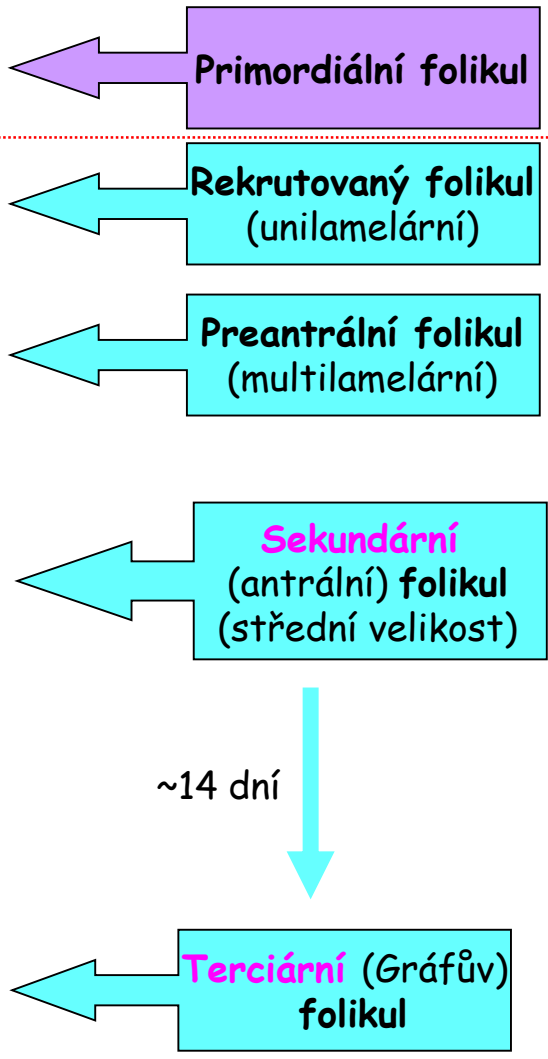 Primordiální folikul
Rekrutovaný folikul
(unilamelární)
Preantrální folikul
(multilamelární)
Sekundární
(antrální) folikul
(střední velikost)
~14 dní
Terciární (Gráfův)
folikul